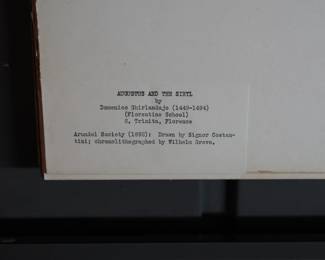 AUGUSTUS AND THE SIBYL
by
Domenico Ghirlandajo (1449-1494)
(Florentine School)
S. Trinita, Florence
Arundel Society (1890): Drawn by Signor Costan-
tini; chromolithographed by Wilhelm Greve.